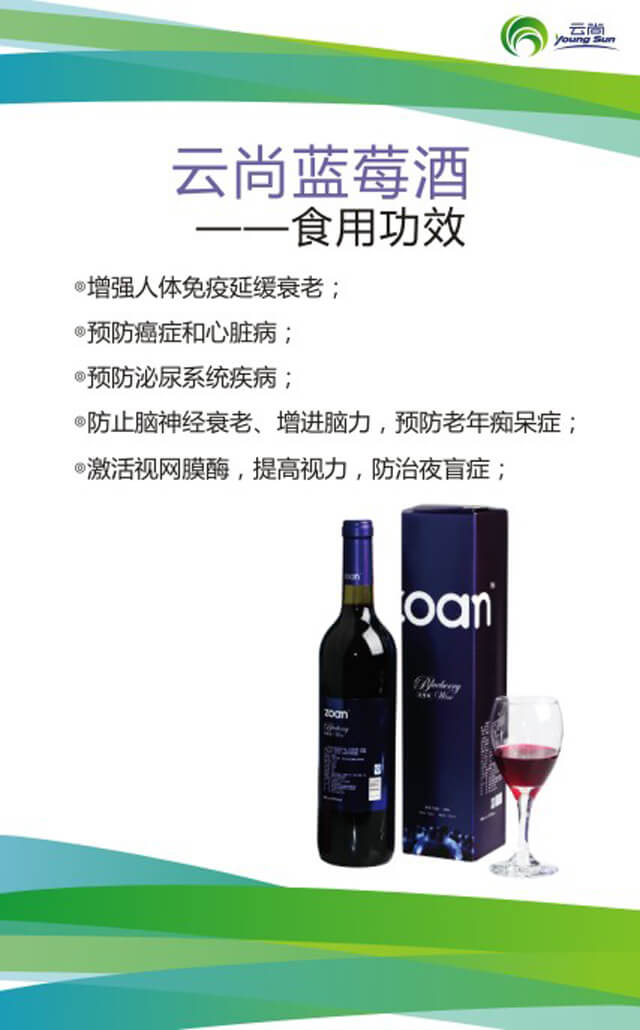 云尚
Young Sun
云尚蓝莓酒
——食用功效
◎增强人体免疫延缓衰老；
◎预防癌症和心脏病；
◎预防泌尿系统疾病；
◎防止脑神经衰老、增进脑力，预防老年痴呆症；
◎激活视网膜酶，提高视力，防治夜盲症；
zoan
Blueberry
Wine
zoan
Blueberry
Wine